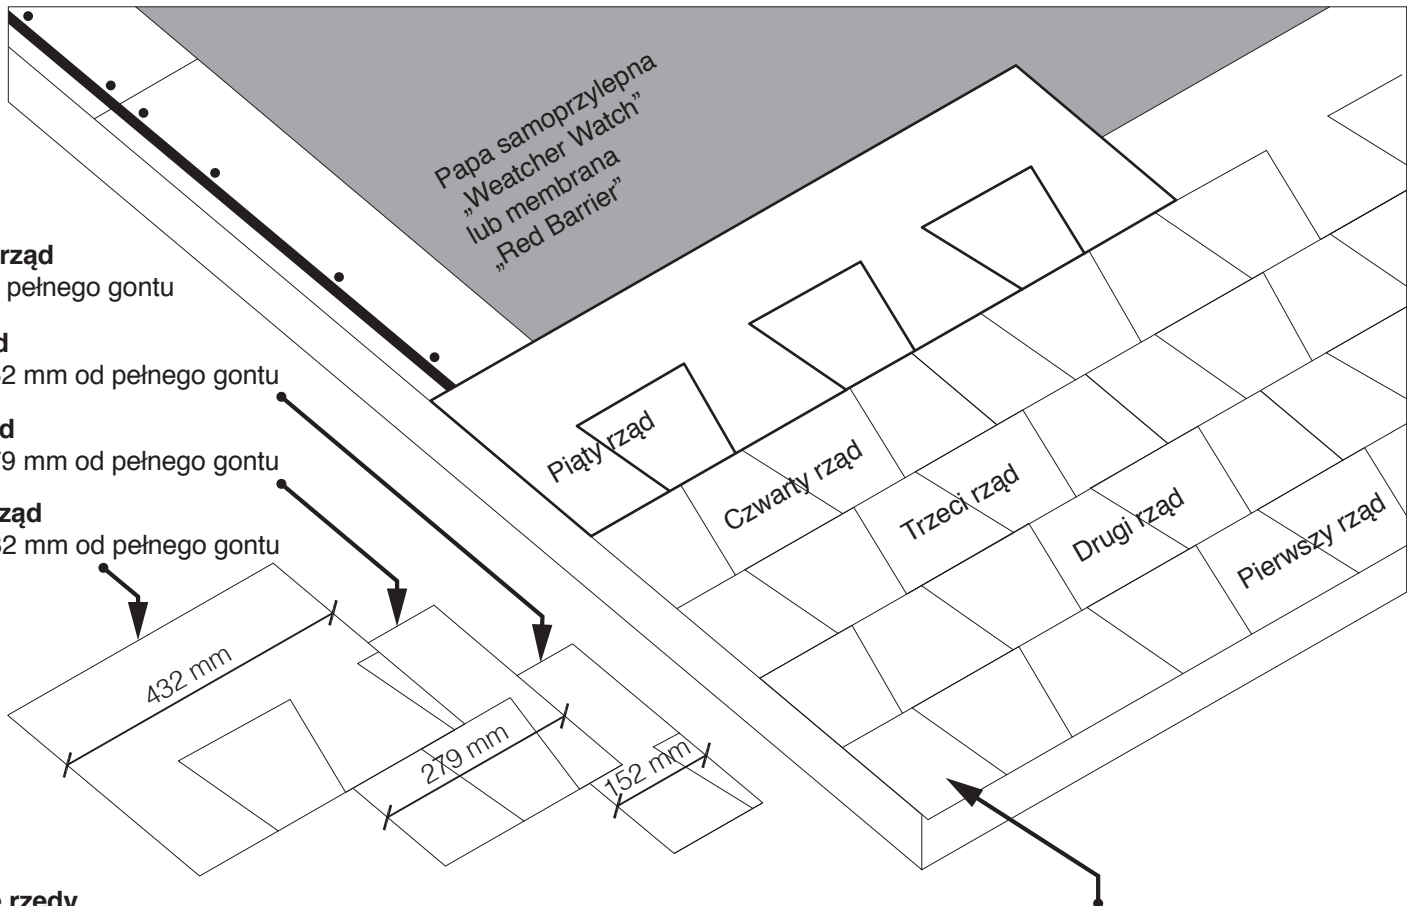 Papa samoprzylepna
„Weatcher Watch”
lub membrana
„Red Barrier”
rząd
pełnego gontu
2 mm od pełnego gontu
9 mm od pełnego gontu
ząd
32 mm od pełnego gontu
Piąty rząd
Czwarty rząd
Trzeci rząd
Drugi rząd
Pierwszy rząd
432 mm
279 mm
152 mm
rzędy